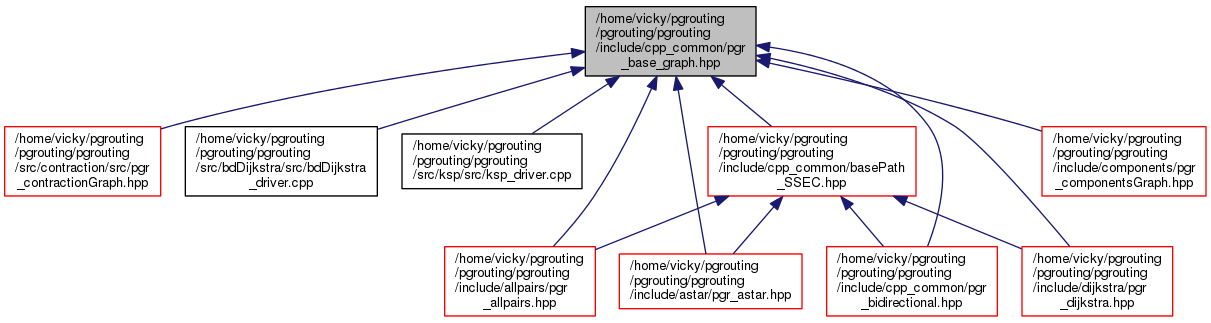 /home/vicky/pgrouting
/pgrouting/pgrouting
/include/cpp_common/pgr
_base_graph.hpp
/home/vicky/pgrouting
/pgrouting/pgrouting
/src/contraction/src/pgr
_contractionGraph.hpp
/home/vicky/pgrouting
/pgrouting/pgrouting
/src/bdDijkstra/src/bdDijkstra
_driver.cpp
/home/vicky/pgrouting
/pgrouting/pgrouting
/src/ksp/src/ksp_driver.cpp
/home/vicky/pgrouting
/pgrouting/pgrouting
/include/cpp_common/basePath
_SSEC.hpp
/home/vicky/pgrouting
/pgrouting/pgrouting
/include/components/pgr
_componentsGraph.hpp
/home/vicky/pgrouting
/pgrouting/pgrouting
/include/allpairs/pgr
_allpairs.hpp
/home/vicky/pgrouting
/pgrouting/pgrouting
/include/astar/pgr_astar.hpp
/home/vicky/pgrouting
/pgrouting/pgrouting
/include/cpp_common/pgr
_bidirectional.hpp
/home/vicky/pgrouting
/pgrouting/pgrouting
/include/dijkstra/pgr
_dijkstra.hpp